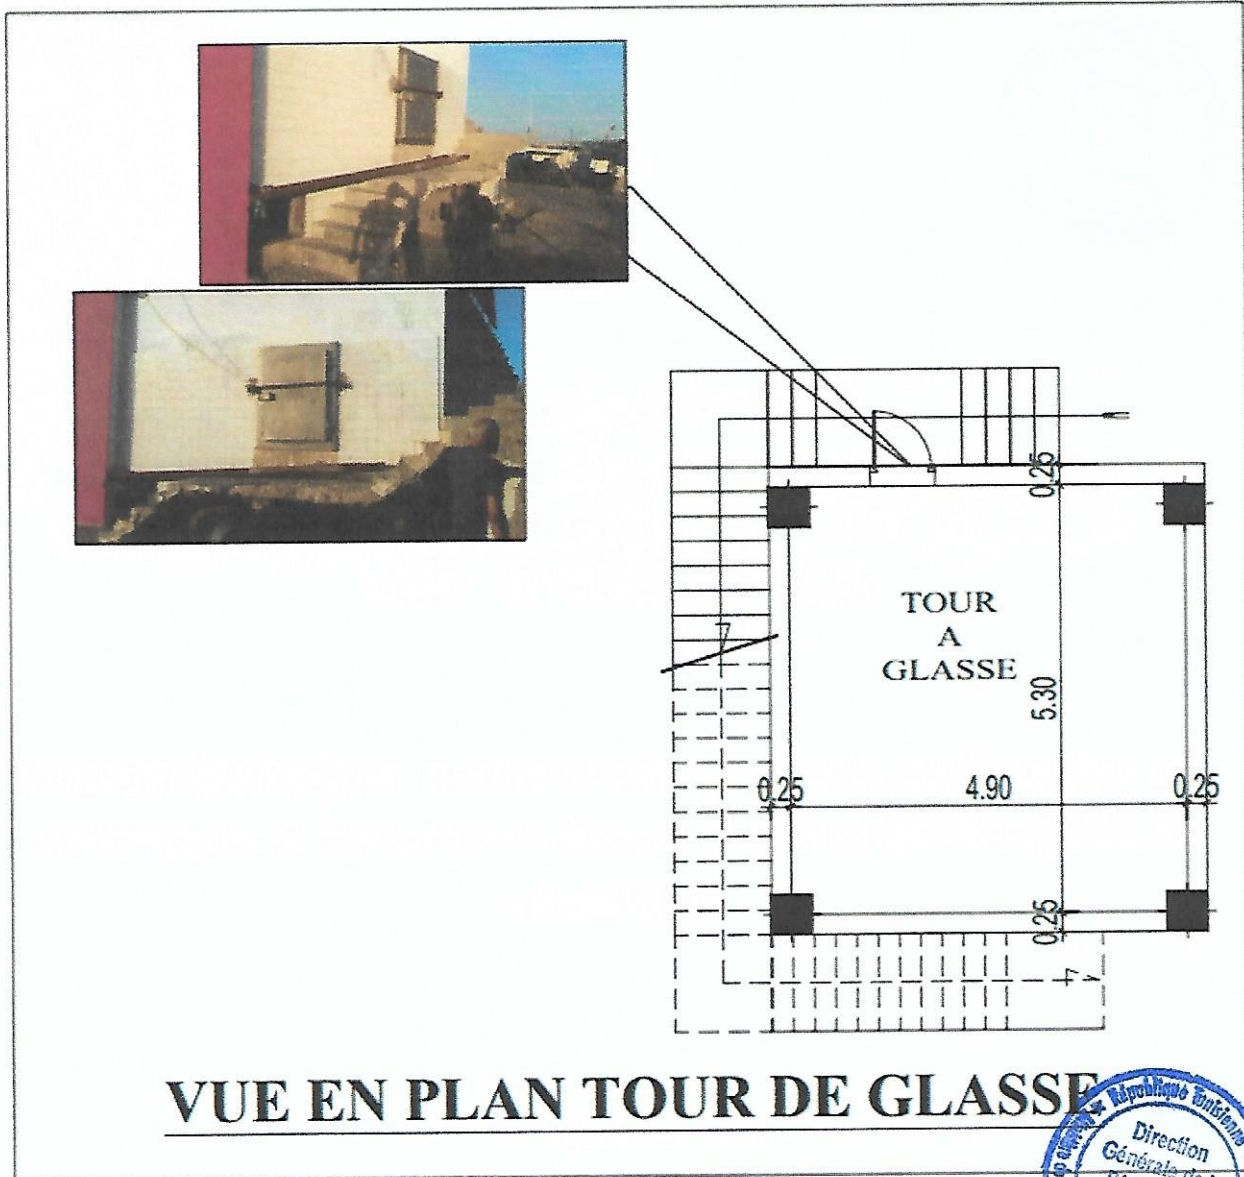 0.25
TOUR
A
GLASSE
5.30
0.25
4.90
0.25
0.25
VUE EN PLAN TOUR DE GLASSE
République Tunisienne
Direction
Générale de